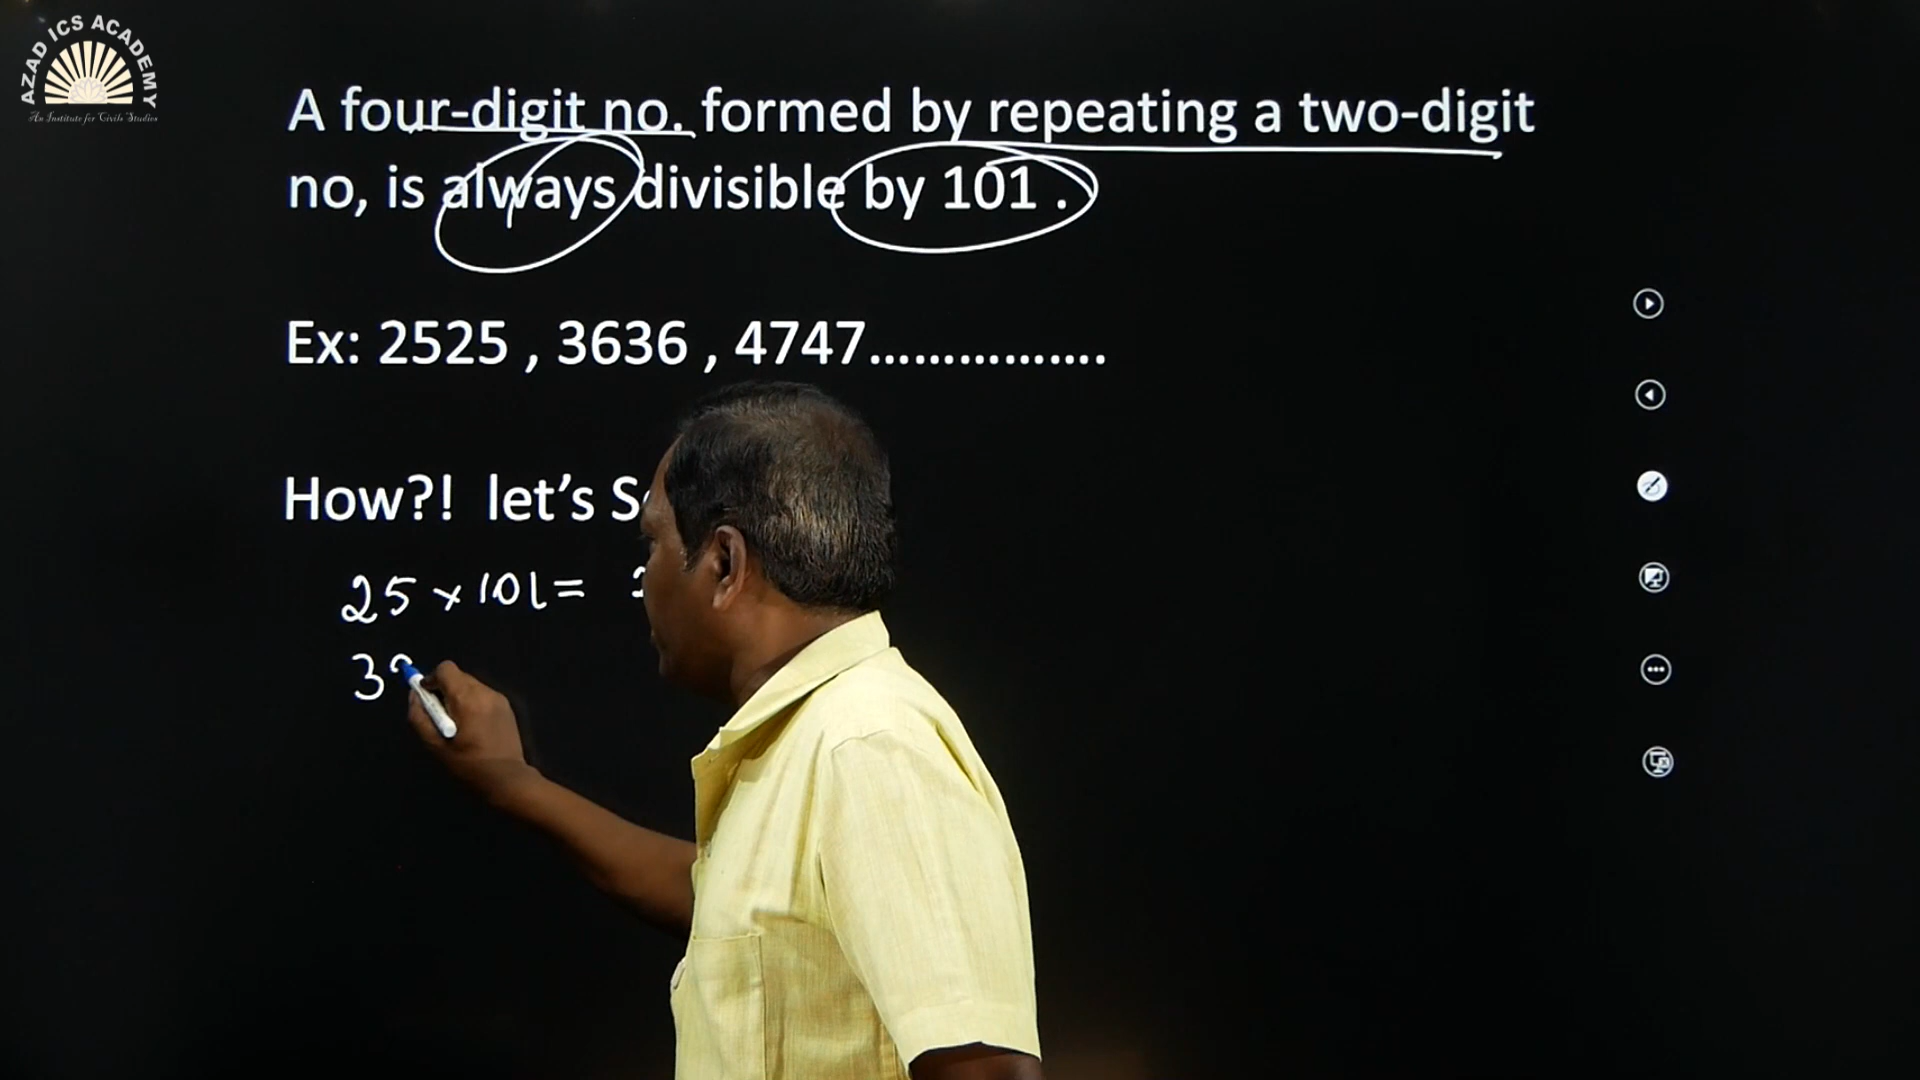 AZAD ICS ACADEMY
An Institute for Civils Studies
A four-digit no. formed by repeating a two-digit
no, is always divisible by 101 .
Ex: 2525 , 3636 , 4747................
How?! let's
25 × 101 =
3